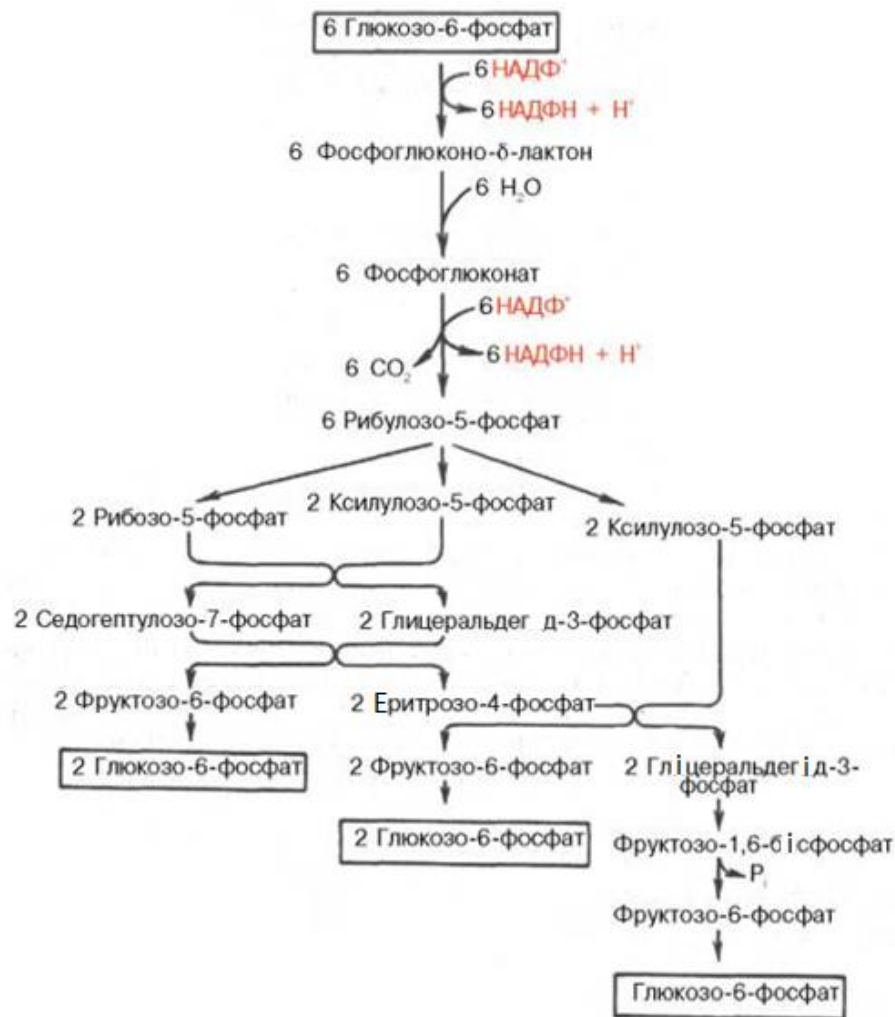 6 Глюкозо-6-фосфат
6 НАДФ⁺
6 НАДФН + Н⁺
6 Фосфоглюконо-δ-лактон
6 H₂O
6 Фосфоглюконат
6 НАДФ⁺
6 НАДФН + Н⁺
6 CO₂
6 Рибулозо-5-фосфат
2 Рибозо-5-фосфат
2 Ксилулозо-5-фосфат
2 Ксилулозо-5-фосфат
2 Седогептулозо-7-фосфат
2 Глицеральдег д-3-фосфат
2 Фруктозо-6-фосфат
2 Еритрозо-4-фосфат
2 Глюкозо-6-фосфат
2 Фруктозо-6-фосфат
2 Гліцеральдегід-3-
фосфат
2 Глюкозо-6-фосфат
Фруктозо-1,6-бісфосфат
Pᵢ
Фруктозо-6-фосфат
Глюкозо-6-фосфат